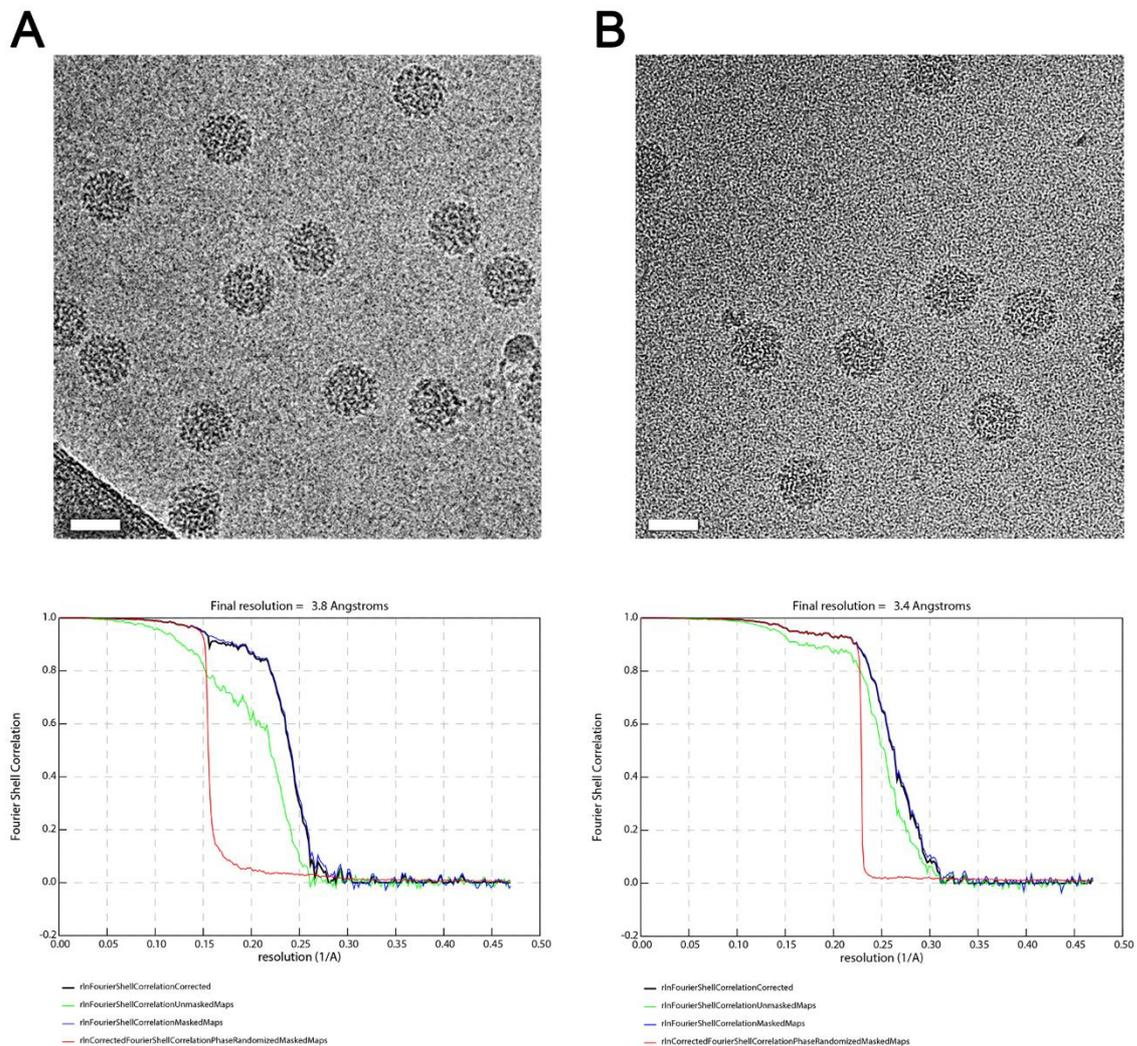 A
B
Final resolution = 3.8 Angstroms
1.0
0.8
0.6
0.4
0.2
0.0
-0.2
Fourier Shell Correlation
0.00 0.05 0.10 0.15 0.20 0.25 0.30 0.35 0.40 0.45 0.50
resolution (1/A)
rlnFourierShellCorrelationCorrected
rlnFourierShellCorrelationUnmaskedMaps
rlnFourierShellCorrelationMaskedMaps
rlnCorrectedFourierShellCorrelationPhaseRandomizedMaskedMaps
Final resolution = 3.4 Angstroms
1.0
0.8
0.6
0.4
0.2
0.0
-0.2
Fourier Shell Correlation
0.00 0.05 0.10 0.15 0.20 0.25 0.30 0.35 0.40 0.45 0.50
resolution (1/A)
rlnFourierShellCorrelationCorrected
rlnFourierShellCorrelationUnmaskedMaps
rlnFourierShellCorrelationMaskedMaps
rlnCorrectedFourierShellCorrelationPhaseRandomizedMaskedMaps